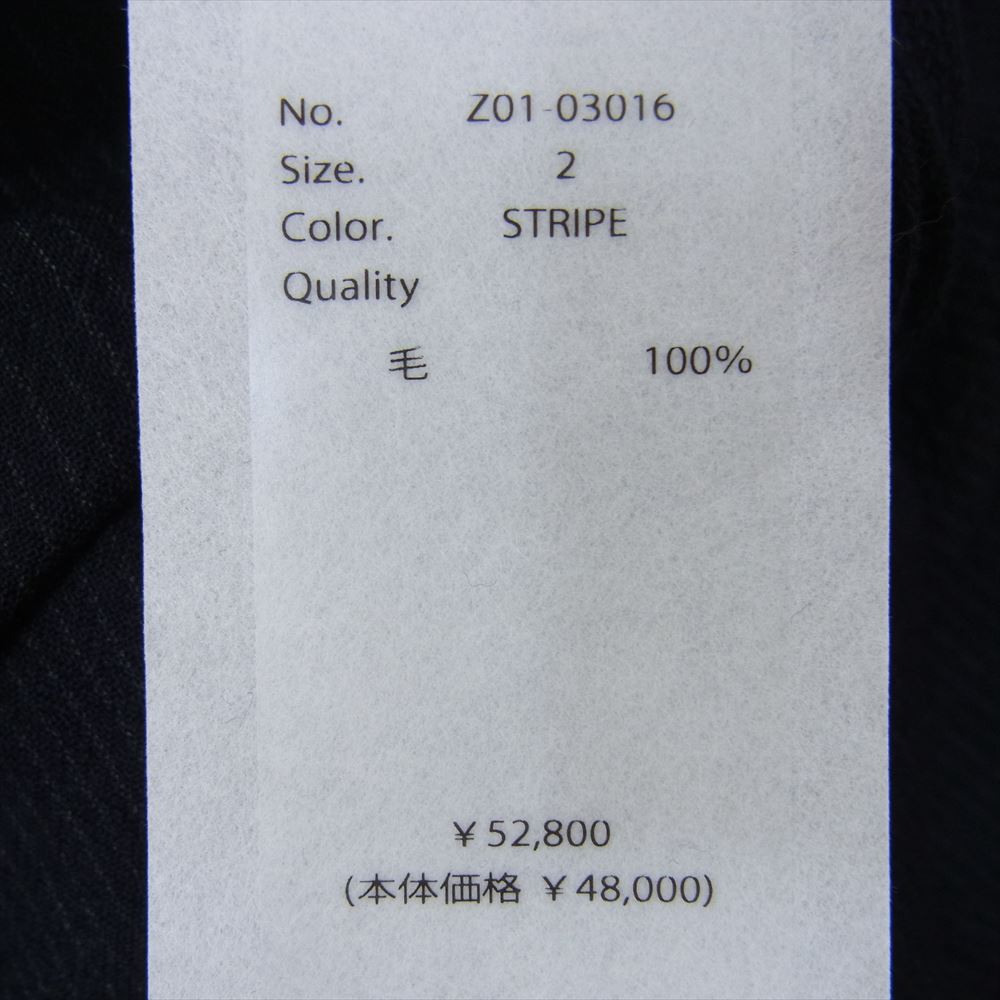 No. Z01-03016
Size. 2
Color. STRIPE
Quality
毛 100%
¥52,800
(本体価格 ¥48,000)